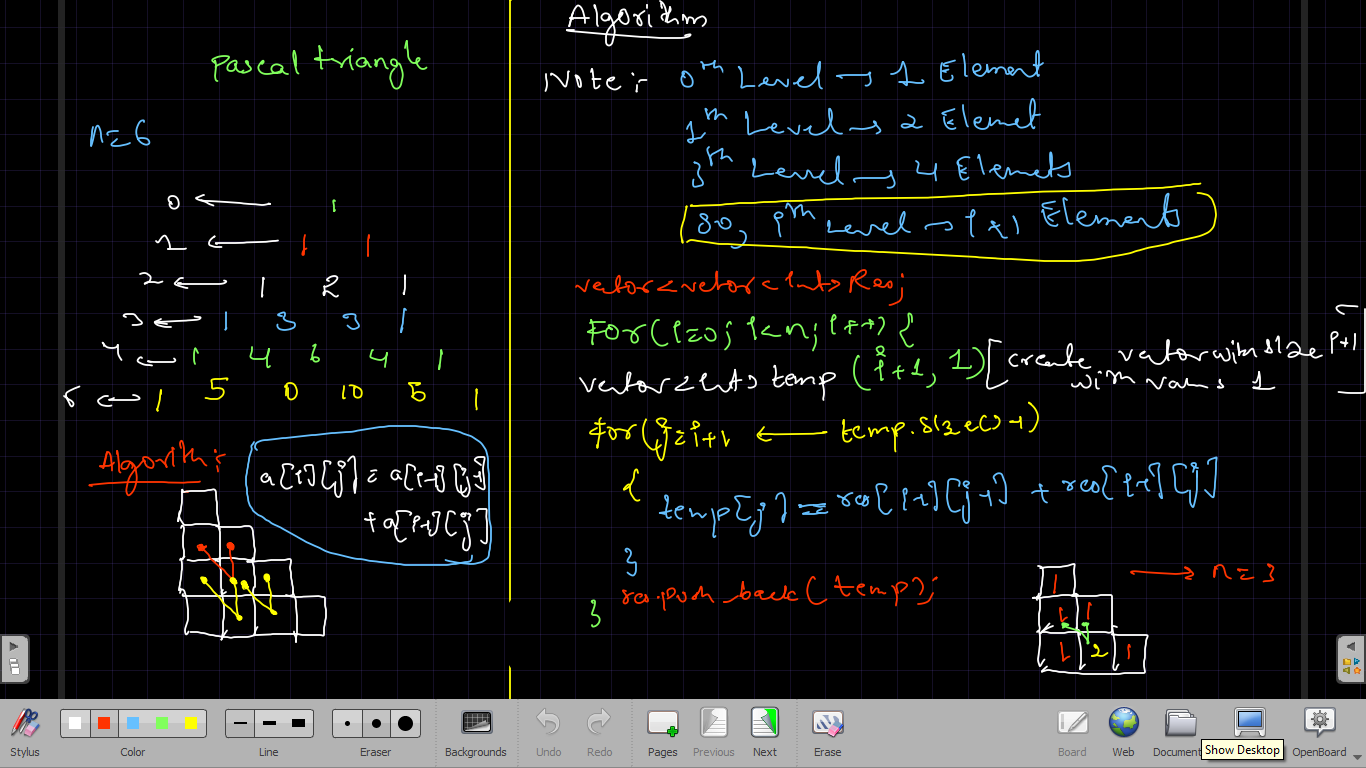 Pascal triangle
n=6
0 ← 1
1 ← 1 1
2 ← 1 2 1
3 ← 1 3 3 1
4 ← 1 4 6 4 1
5 ← 1 5 10 10 5 1
Algorithm:
a[i][j] = a[i-1][j-1]
+ a[i-1][j]
Algorithm
Note:- 0th Level → 1 Element
1th Level → 2 Elemet
3th Level → 4 Elemets
so, ith Level → i+1 Elements
vector<vector<int>Res;
For(i=0; i<n; i++) {
vector<int> temp (i+1, 1) [create vector with size i+1
with values 1 ]
for(j=i+1 ← temp.size()-1)
{
temp[j] = res[i-1][j-1] + res[i-1][j]
}
res.push_back(temp);
}
→ n=3
1
1 1
1 2 1
Stylus
Color
Line
Eraser
Backgrounds
Undo
Redo
Pages
Previous
Next
Erase
Board
Web
Document
Show Desktop
OpenBoard